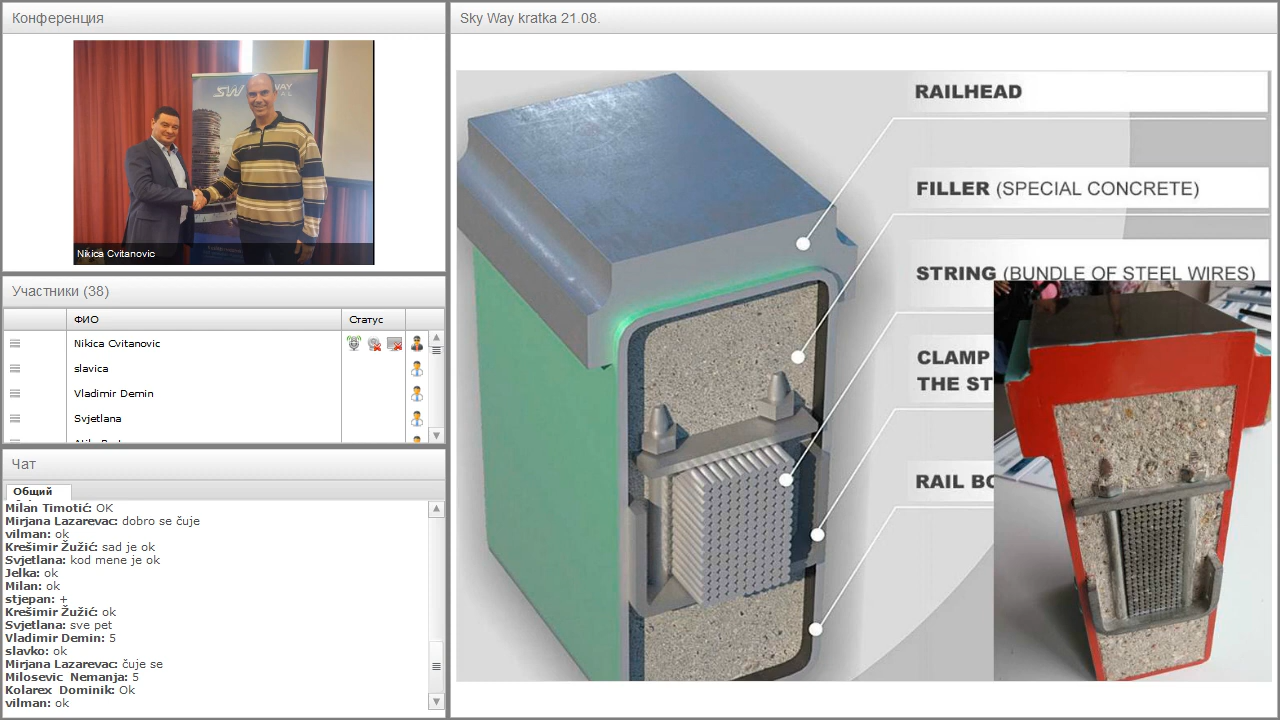 Конференция
SW
WAY
Nikica Cvitanovic
Участники (38)
ФИО
Статус
Nikica Cvitanovic
slavica
Vladimir Demin
Svjetlana
Чат
Общий
Milan Timotić: OK
Mirjana Lazarevac: dobro se čuje
vilman: ok
Krešimir Žužić: sad je ok
Svjetlana: kod mene je ok
Jelka: ok
Milan: ok
stjepan: +
Krešimir Žužić: ok
Svjetlana: sve pet
Vladimir Demin: 5
slavko: ok
Mirjana Lazarevac: čuje se
Milosevic Nemanja: 5
Kolarex Dominik: Ok
vilman: ok
Sky Way kratka 21.08.
RAILHEAD
FILLER (SPECIAL CONCRETE)
STRING (BUNDLE OF STEEL WIRES)
CLAMP
THE ST
RAIL BO